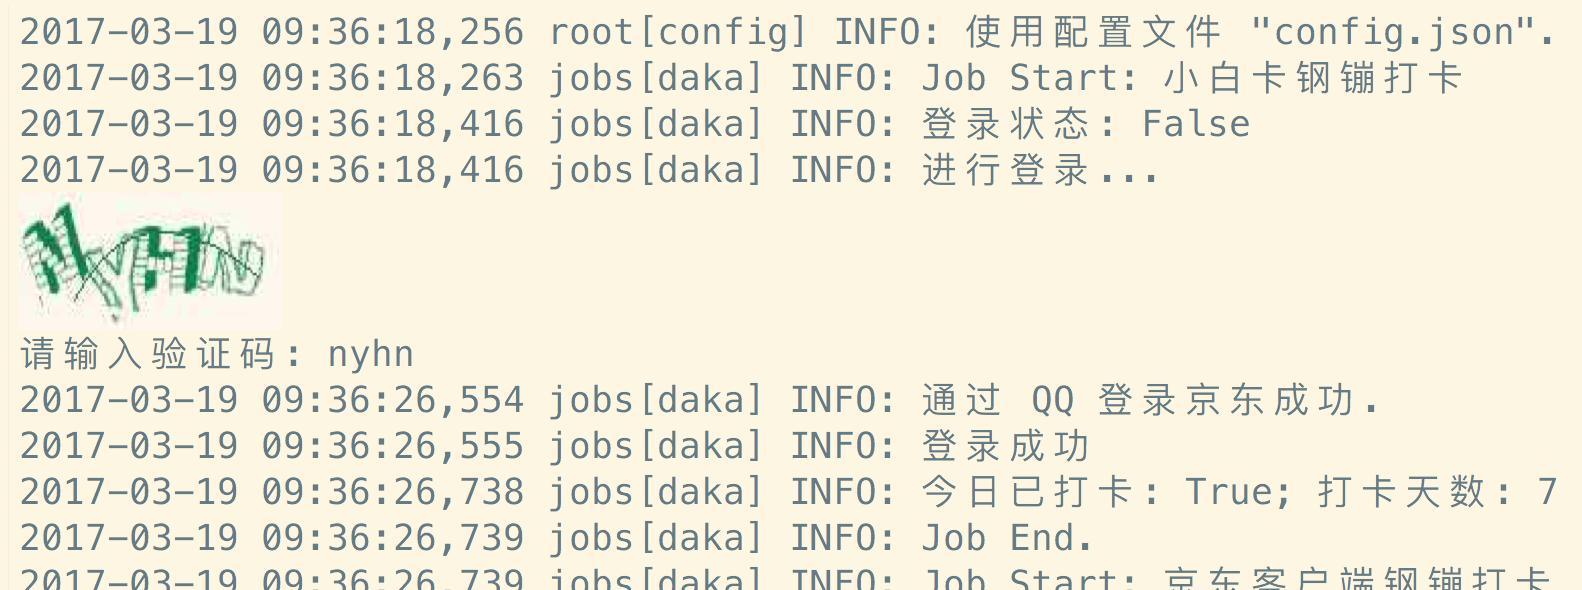 2017-03-19 09:36:18,256 root[config] INFO: 使用配置文件 "config.json".
2017-03-19 09:36:18,263 jobs[daka] INFO: Job Start: 小白卡钢镚打卡
2017-03-19 09:36:18,416 jobs[daka] INFO: 登录状态: False
2017-03-19 09:36:18,416 jobs[daka] INFO: 进行登录...
NYHN
请输入验证码: nyhn
2017-03-19 09:36:26,554 jobs[daka] INFO: 通过 QQ 登录京东成功.
2017-03-19 09:36:26,555 jobs[daka] INFO: 登录成功
2017-03-19 09:36:26,738 jobs[daka] INFO: 今日已打卡: True; 打卡天数: 7
2017-03-19 09:36:26,739 jobs[daka] INFO: Job End.
2017-03-19 09:36:26,739 jobs[daka] INFO: Job Start: 京东客户端钢镚打卡